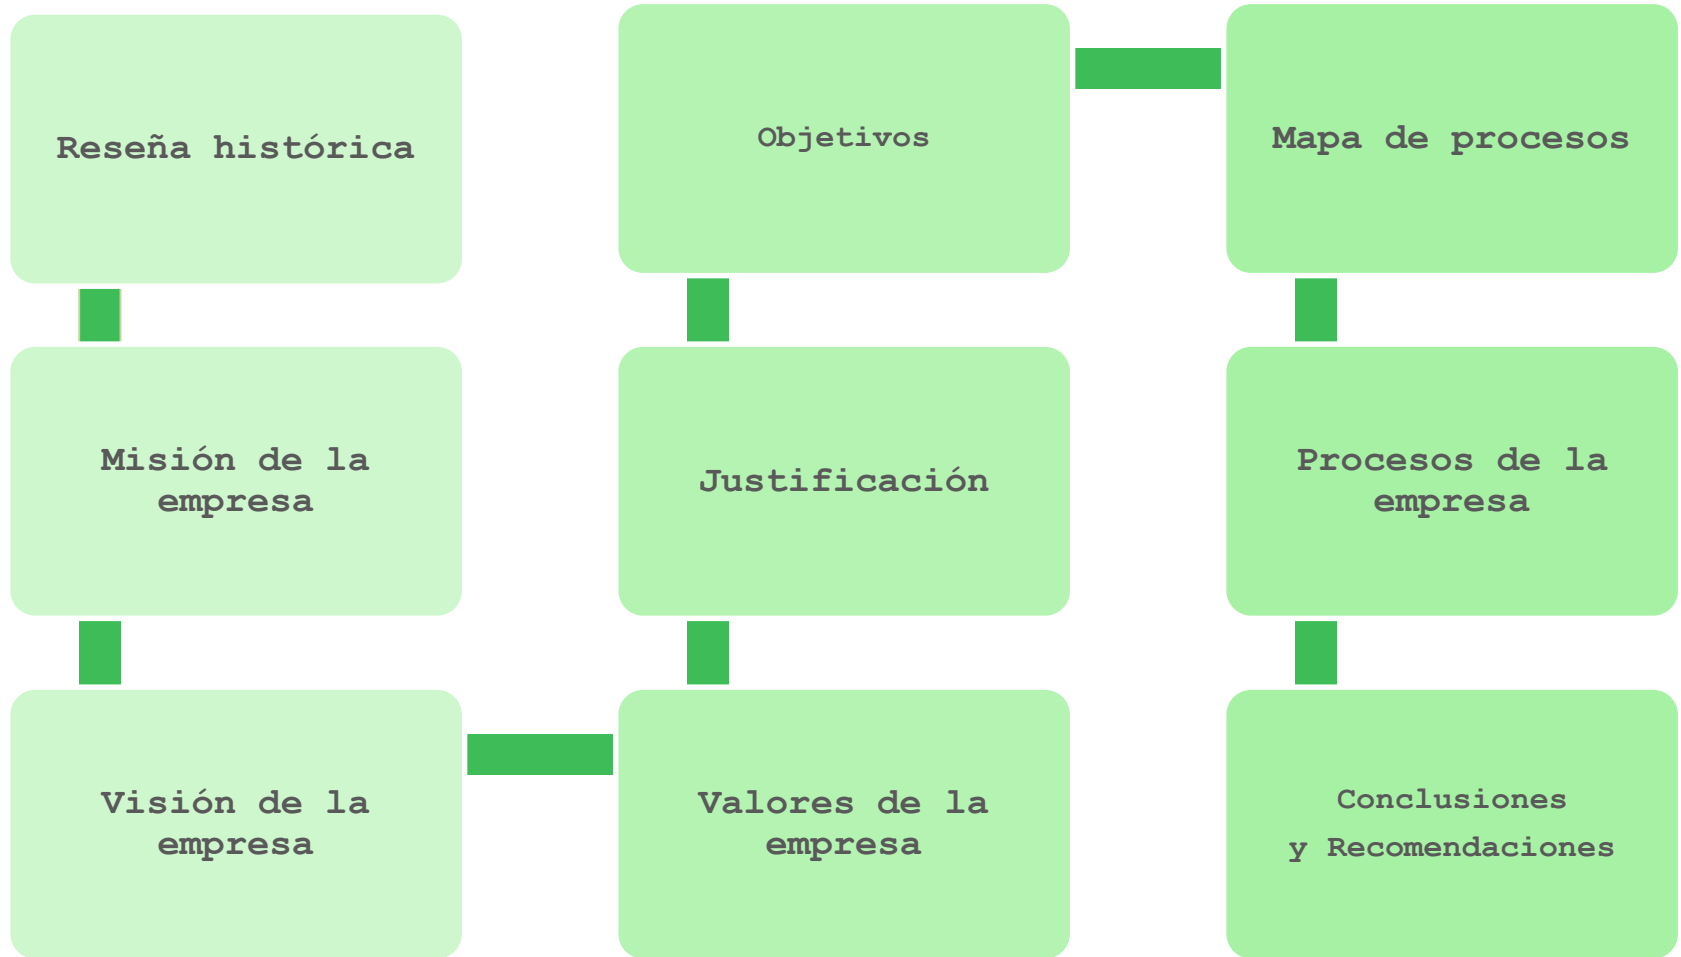 Reseña histórica
Misión de la
empresa
Visión de la
empresa
Valores de la
empresa
Justificación
Objetivos
Mapa de procesos
Procesos de la
empresa
Conclusiones
y Recomendaciones